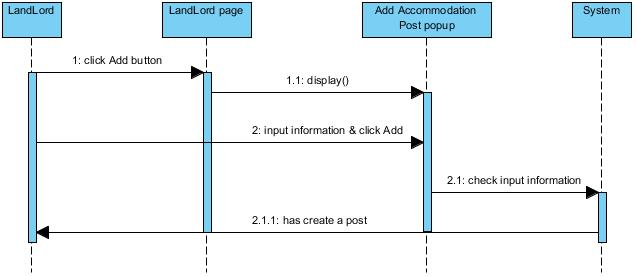 LandLord
LandLord page
Add Accommodation
Post popup
System
1: click Add button
1.1: display()
2: input information & click Add
2.1: check input information
2.1.1: has create a post